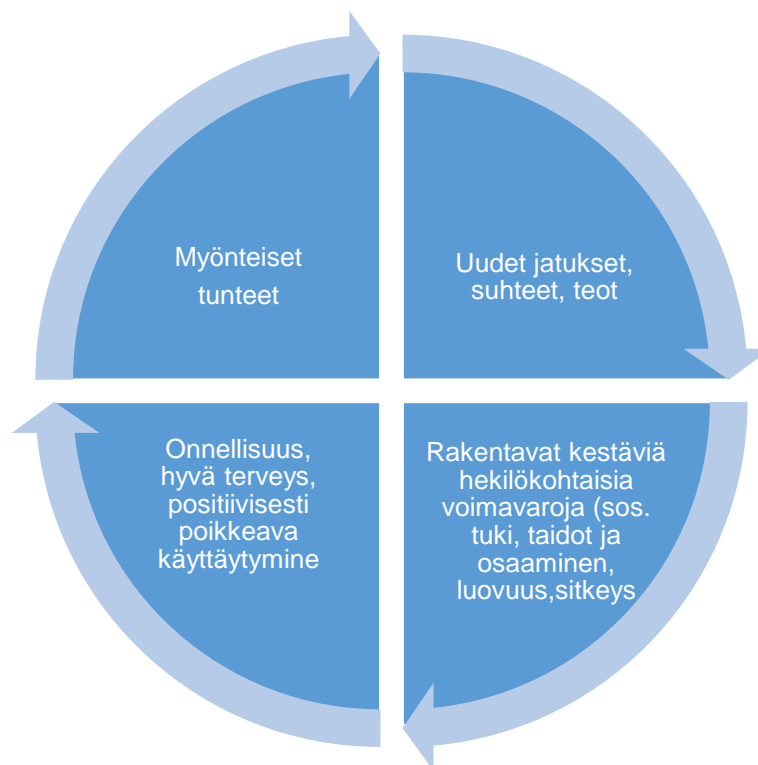 Myönteiset
tunteet
Uudet jatukset,
suhteet, teot
Rakentavat kestäviä
hekilökohtaisia
voimavaroja (sos.
tuki, taidot ja
osaaminen,
luovuus,sitkeys
Onnellisuus,
hyvä terveys,
positiivisesti
poikkeava
käyttäytymine